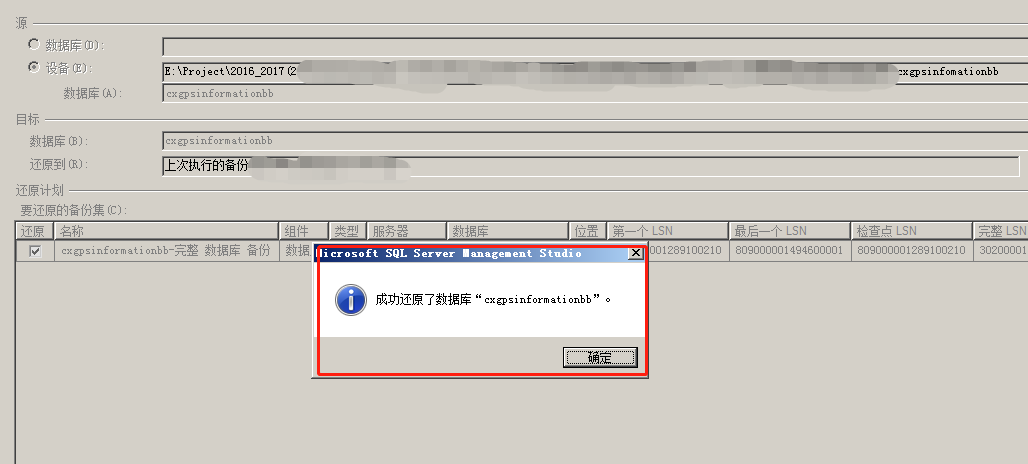 源
数据库(D):
设备(E):
E:\Project\2016_2017(2
cxgpsinfomationbb
数据库(A):
cxgpsinformationbb
目标
数据库(B):
cxgpsinformationbb
还原到(R):
上次执行的备份
还原计划
要还原的备份集(C):
还原 名称 组件 类型 服务器 数据库 位置 第一个 LSN 最后一个 LSN 检查点 LSN 完整 LSN
cxgpsinformationbb-完整 数据库 备份 数据 001289100210 809000001494600001 809000001289100210 30200001
Microsoft SQL Server Management Studio
成功还原了数据库“cxgpsinformationbb”。
确定